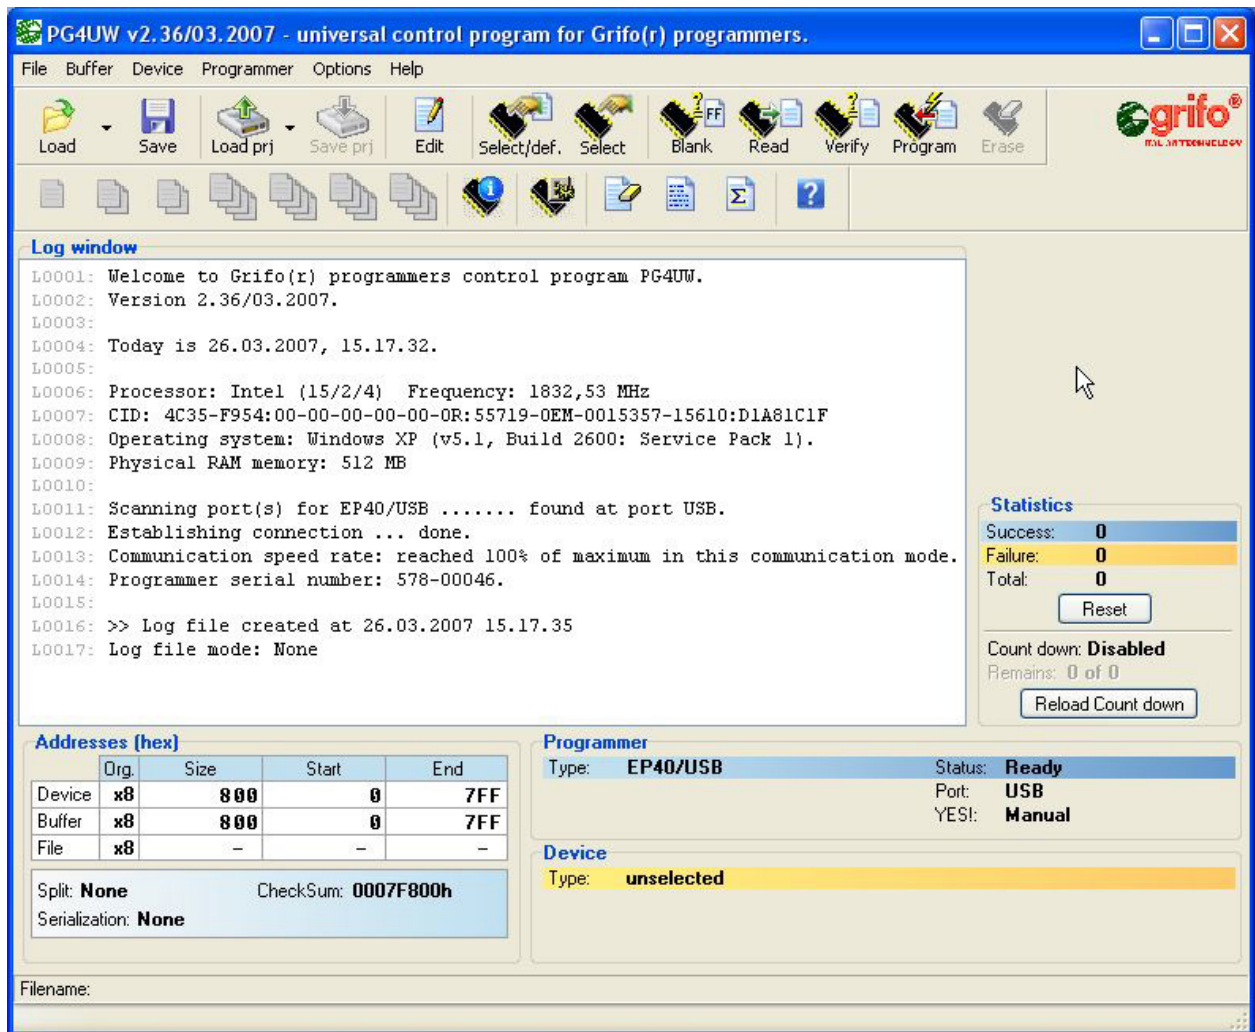 PG4UW v2.36/03.2007 - universal control program for Grifo(r) programmers.
File Buffer Device Programmer Options Help
Load Save Load prj Save prj Edit Select/def. Select Blank Read Verify Program Erase
FF
grifo®
ITALIAN TECHNOLOGY
Log window
L0001: Welcome to Grifo(r) programmers control program PG4UW.
L0002: Version 2.36/03.2007.
L0003:
L0004: Today is 26.03.2007, 15.17.32.
L0005:
L0006: Processor: Intel (15/2/4) Frequency: 1832,53 MHz
L0007: CID: 4C35-F954:00-00-00-00-00-0R:55719-0EM-0015357-15610:D1A81C1F
L0008: Operating system: Windows XP (v5.1, Build 2600: Service Pack 1).
L0009: Physical RAM memory: 512 MB
L0010:
L0011: Scanning port(s) for EP40/USB ....... found at port USB.
L0012: Establishing connection ... done.
L0013: Communication speed rate: reached 100% of maximum in this communication mode.
L0014: Programmer serial number: 578-00046.
L0015:
L0016: >> Log file created at 26.03.2007 15.17.35
L0017: Log file mode: None
Statistics
Success: 0
Failure: 0
Total: 0
Reset
Count down: Disabled
Remains: 0 of 0
Reload Count down
Addresses (hex)
Org. Size Start End
Device x8 800 0 7FF
Buffer x8 800 0 7FF
File x8 - - -
Split: None CheckSum: 0007F800h
Serialization: None
Programmer
Type: EP40/USB Status: Ready
Port: USB
YES!: Manual
Device
Type: unselected
Filename: